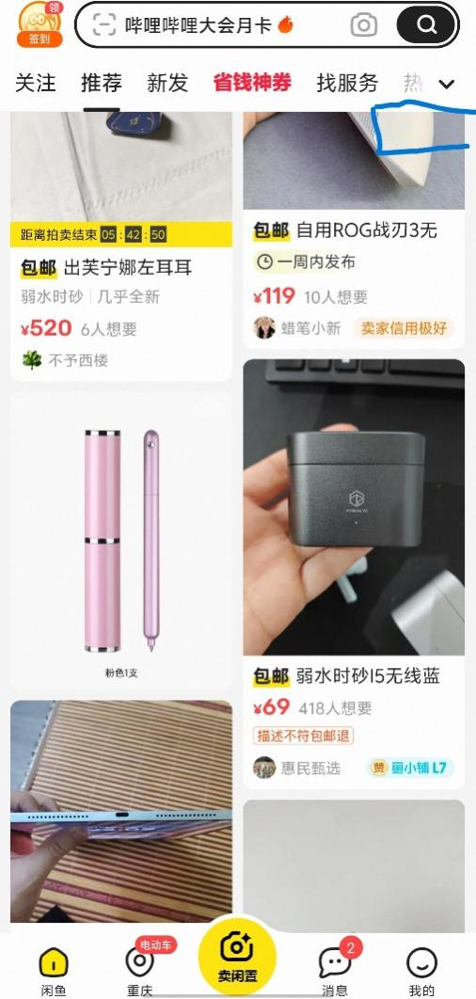 领
签到
哔哩哔哩大会月卡
关注 推荐 新发 省钱神券 找服务 热
距离拍卖结束 05:42:50
包邮 出芙宁娜左耳耳
弱水时砂 几乎全新
¥520 6人想要
不予西楼
包邮 自用ROG战刃3无
一周内发布
¥119 10人想要
蜡笔小新 卖家信用极好
粉色1支
包邮 弱水时砂I5无线蓝
¥69 418人想要
描述不符包邮退
惠民甄选 赞 鱼小铺 L7
电动车
2
闲鱼 重庆 卖闲置 消息 我的